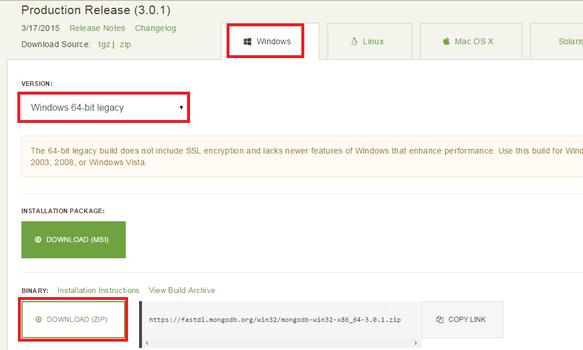 Production Release (3.0.1)
3/17/2015 Release Notes Changelog
Download Source: tgz | zip
Windows Linux Mac OS X Solaris
VERSION:
Windows 64-bit legacy
The 64-bit legacy build does not include SSL encryption and lacks newer features of Windows that enhance performance. Use this build for Wind
2003, 2008, or Windows Vista.
INSTALLATION PACKAGE:
DOWNLOAD (MSI)
BINARY: Installation Instructions View Build Archive
DOWNLOAD (ZIP) https://fastdl.mongodb.org/win32/mongodb-win32-x86_64-3.0.1.zip COPY LINK